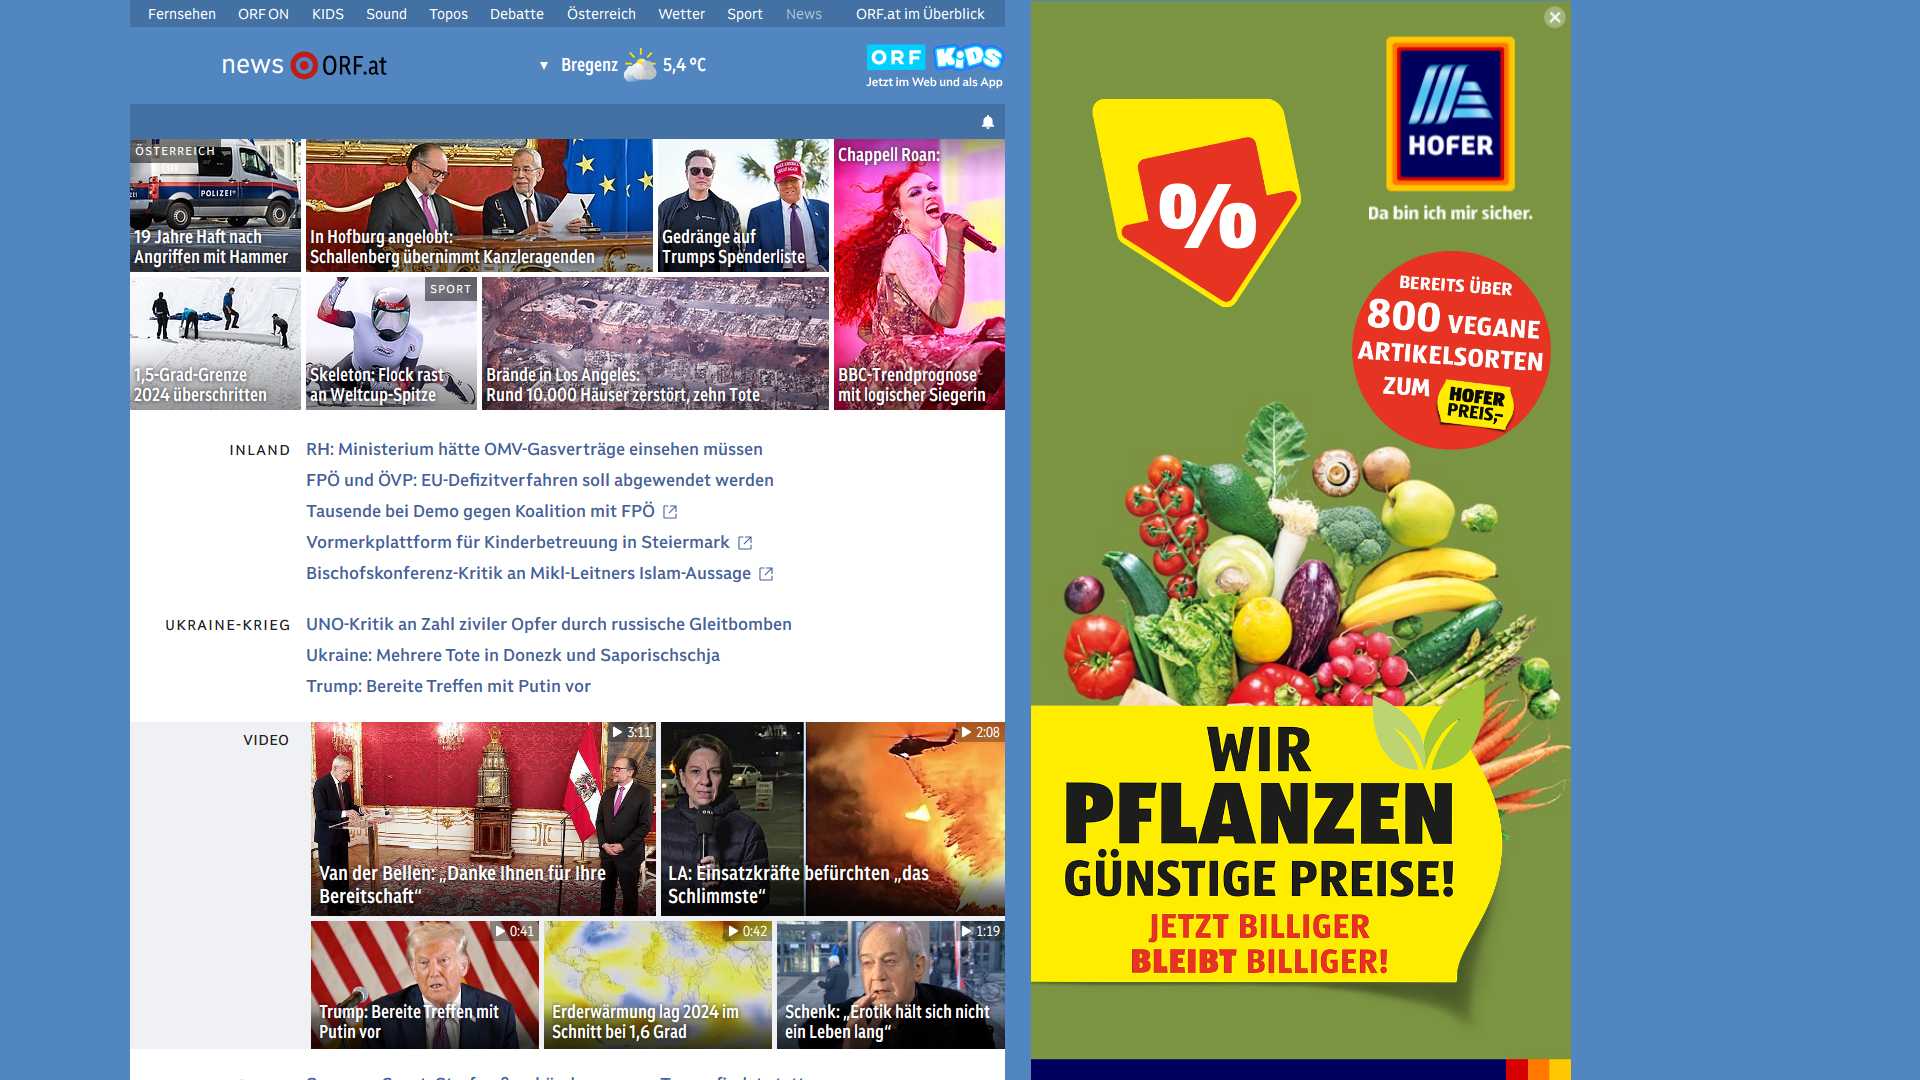 Fernsehen ORF ON KIDS Sound Topos Debatte Österreich Wetter Sport News ORF.at im Überblick
news ORF.at
▼ Bregenz 5,4 °C
ORF KiDS
Jetzt im Web und als App
ÖSTERREICH
POLIZEI
19 Jahre Haft nach
Angriffen mit Hammer
In Hofburg angelobt:
Schallenberg übernimmt Kanzleragenden
Gedränge auf
Trumps Spenderliste
Chappell Roan:
BBC-Trendprognose
mit logischer Siegerin
1,5-Grad-Grenze
2024 überschritten
SPORT
Skeleton: Flock rast
an Weltcup-Spitze
Brände in Los Angeles:
Rund 10.000 Häuser zerstört, zehn Tote
INLAND
RH: Ministerium hätte OMV-Gasverträge einsehen müssen
FPÖ und ÖVP: EU-Defizitverfahren soll abgewendet werden
Tausende bei Demo gegen Koalition mit FPÖ
Vormerkplattform für Kinderbetreuung in Steiermark
Bischofskonferenz-Kritik an Mikl-Leitners Islam-Aussage
UKRAINE-KRIEG
UNO-Kritik an Zahl ziviler Opfer durch russische Gleitbomben
Ukraine: Mehrere Tote in Donezk und Saporischschja
Trump: Bereite Treffen mit Putin vor
VIDEO
3:11
Van der Bellen: „Danke Ihnen für Ihre
Bereitschaft“
2:08
LA: Einsatzkräfte befürchten „das
Schlimmste“
0:41
Trump: Bereite Treffen mit
Putin vor
0:42
Erderwärmung lag 2024 im
Schnitt bei 1,6 Grad
1:19
Schenk: „Erotik hält sich nicht
ein Leben lang“
%
HOFER
Da bin ich mir sicher.
BEREITS ÜBER
800 VEGANE
ARTIKELSORTEN
ZUM HOFER
PREIS,-
WIR
PFLANZEN
GÜNSTIGE PREISE!
JETZT BILLIGER
BLEIBT BILLIGER!